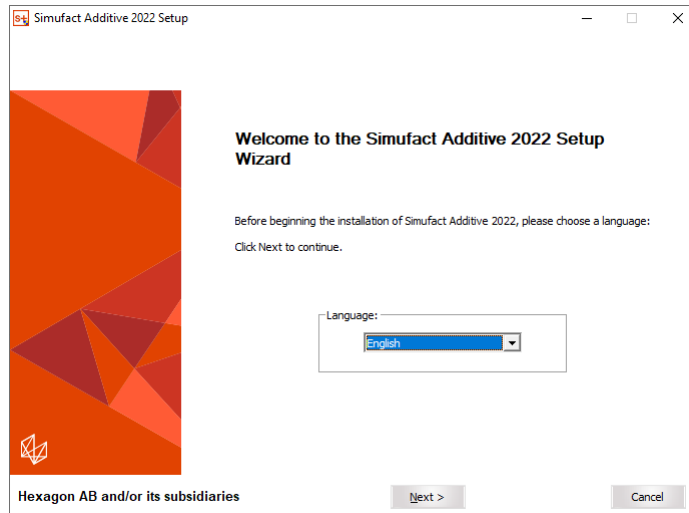 Simufact Additive 2022 Setup
Welcome to the Simufact Additive 2022 Setup
Wizard
Before beginning the installation of Simufact Additive 2022, please choose a language:
Click Next to continue.
Language:
English
Hexagon AB and/or its subsidiaries
Next >
Cancel